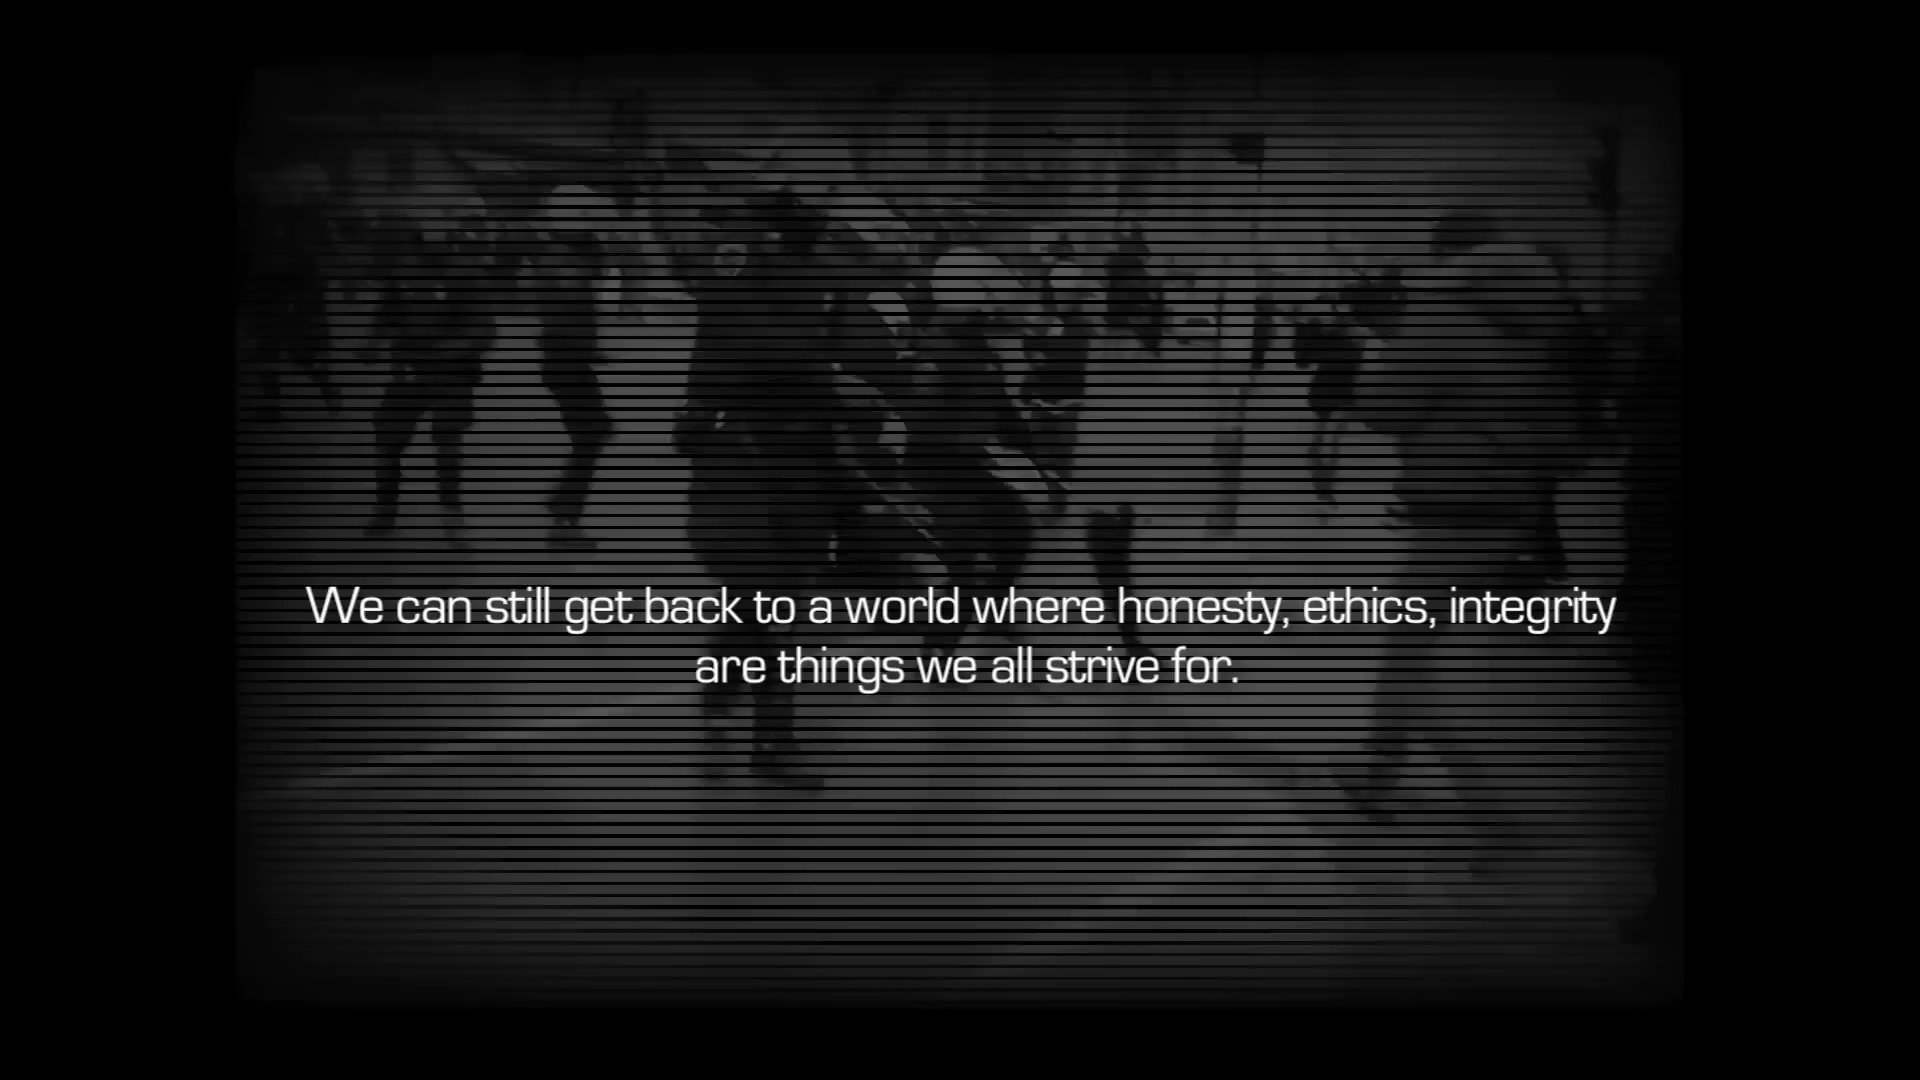 We can still get back to a world where honesty, ethics, integrity
are things we all strive for.